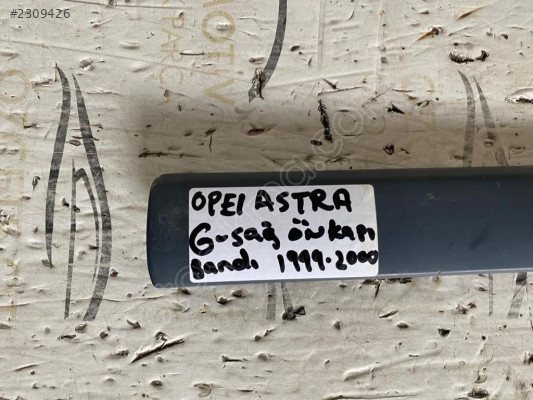 #2309426
OPEl ASTRA
G-sağ ön kapı
Bandı 1999-2000